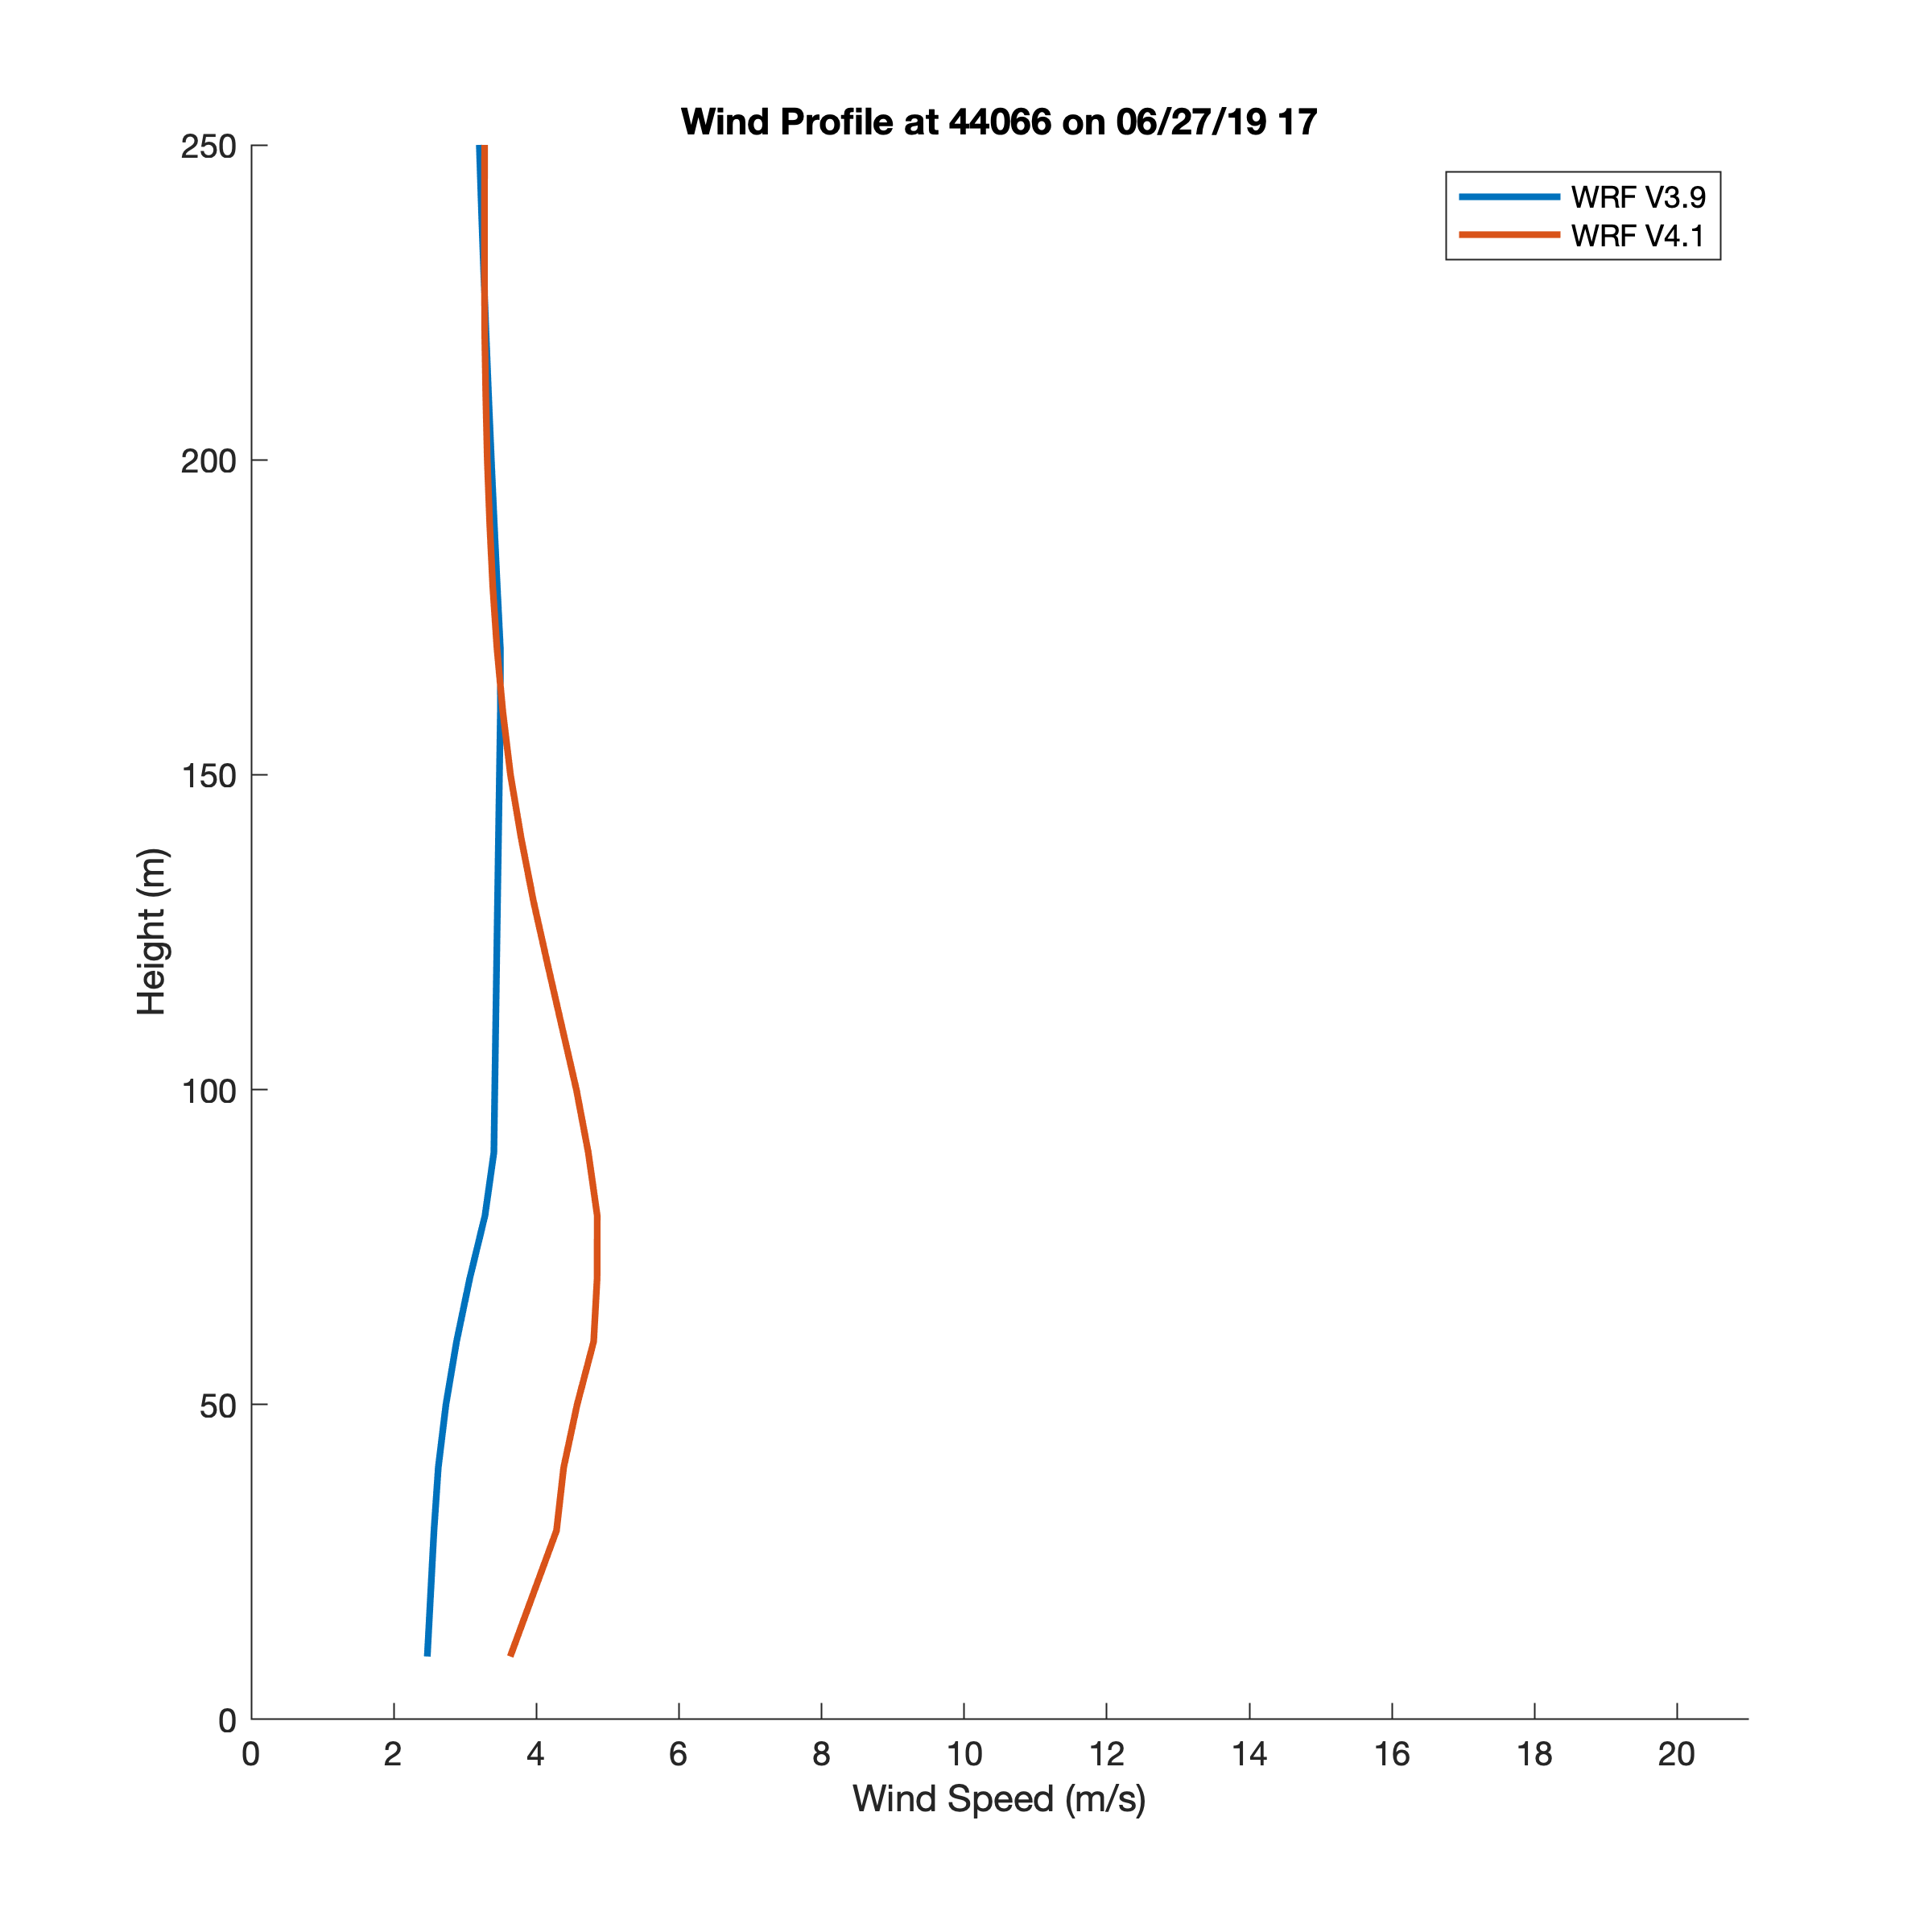 Wind Profile at 44066 on 06/27/19 17
WRF V3.9
WRF V4.1
250
200
150
100
50
0
Height (m)
0 2 4 6 8 10 12 14 16 18 20
Wind Speed (m/s)